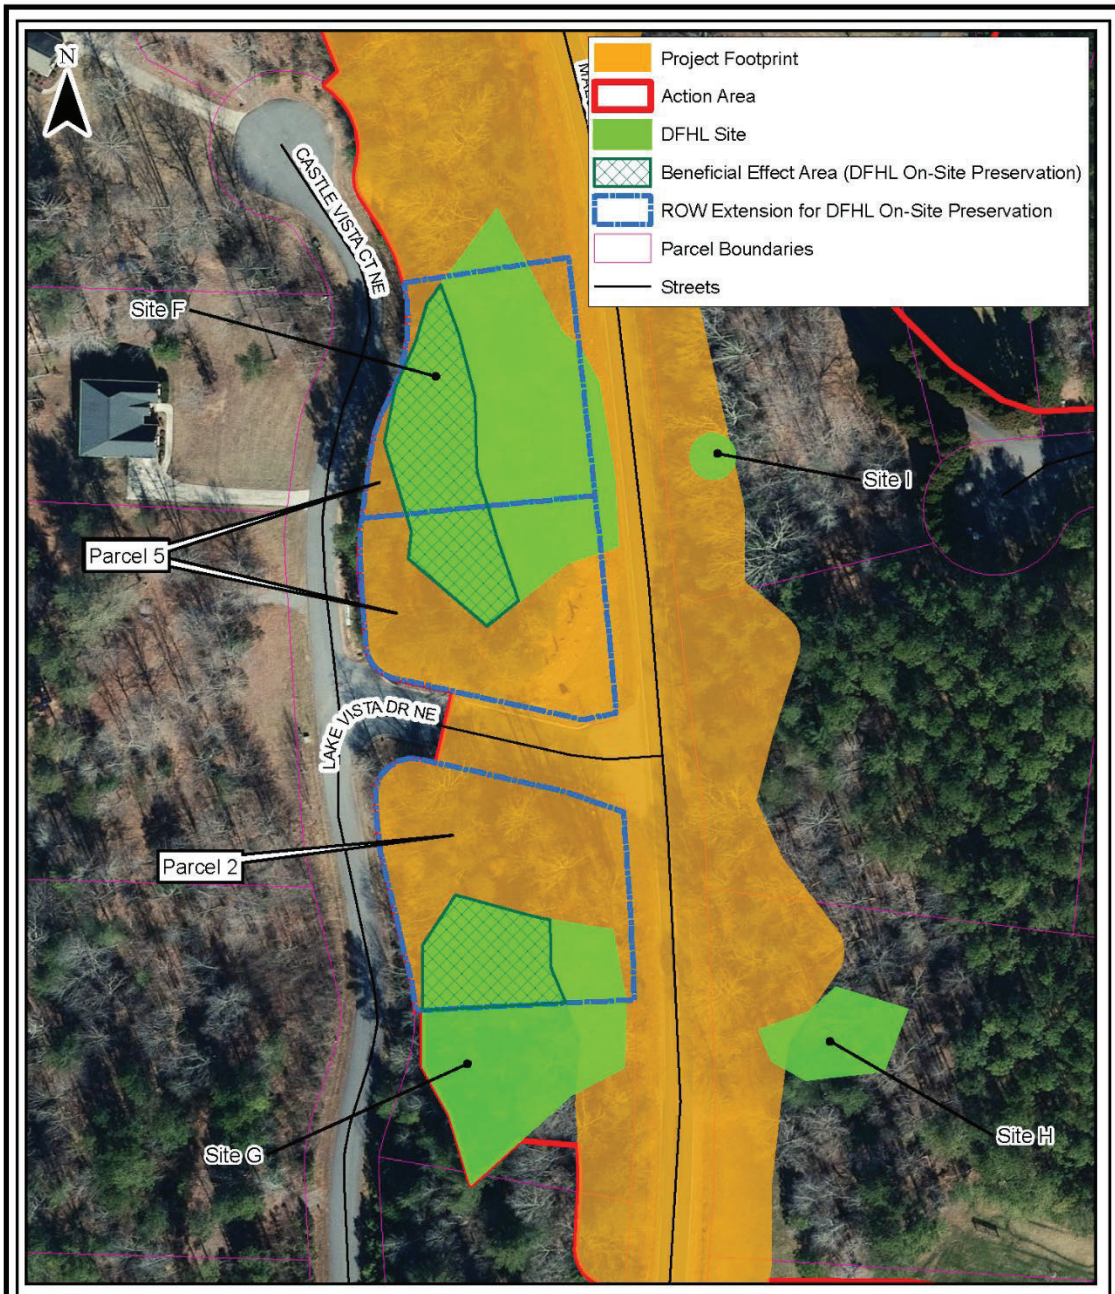 N
Project Footprint
Action Area
DFHL Site
Beneficial Effect Area (DFHL On-Site Preservation)
ROW Extension for DFHL On-Site Preservation
Parcel Boundaries
Streets
CASTLE VISTA CT NE
Site F
Site I
Parcel 5
LAKE VISTA DR NE
Parcel 2
Site G
Site H